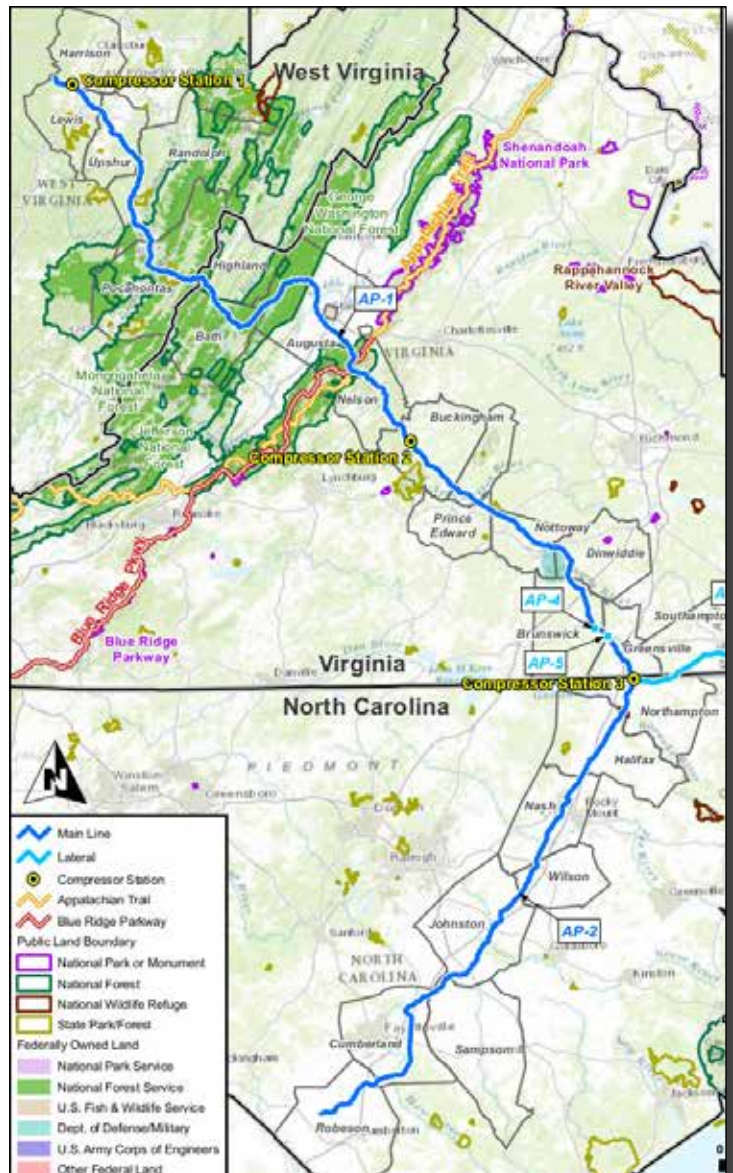 Harrison
Compressor Station 1
West Virginia
Lewis
Upshur
Randolph
WEST
VIRGINIA
Shenandoah
National Park
George
Washington
National Forest
Appalachian Trail
Highland
Pocahontas
Rappahannock
River Valley
AP-1
Bath
Augusta
Charlottesville
VIRGINIA
Monongahela
National
Forest
Nelson
Buckingham
Jefferson
National
Forest
Compressor Station 2
Richmond
Lynchburg
Prince
Edward
Nottoway
Blacksburg
Roanoke
Dinwiddie
Blue Ridge Pkwy
AP-4
Southampton
Brunswick
Greensville
AP-5
Blue Ridge
Parkway
Danville
Virginia
Compressor Station 3
North Carolina
Northampton
Halifax
PIEDMONT
N
Winston
Salem
Greensboro
Nash
Rocky
Mount
Raleigh
Wilson
Greenville
Johnston
AP-2
Sanford
NORTH
CAROLINA
Kinston
Fayetteville
Cumberland
Sampson
Robeson
Main Line
Lateral
Compressor Station
Appalachian Trail
Blue Ridge Parkway
Public Land Boundary
National Park or Monument
National Forest
National Wildlife Refuge
State Park/Forest
Federally Owned Land
National Park Service
National Forest Service
U.S. Fish & Wildlife Service
Dept. of Defense/Military
U.S. Army Corps of Engineers
Other Federal Land
0